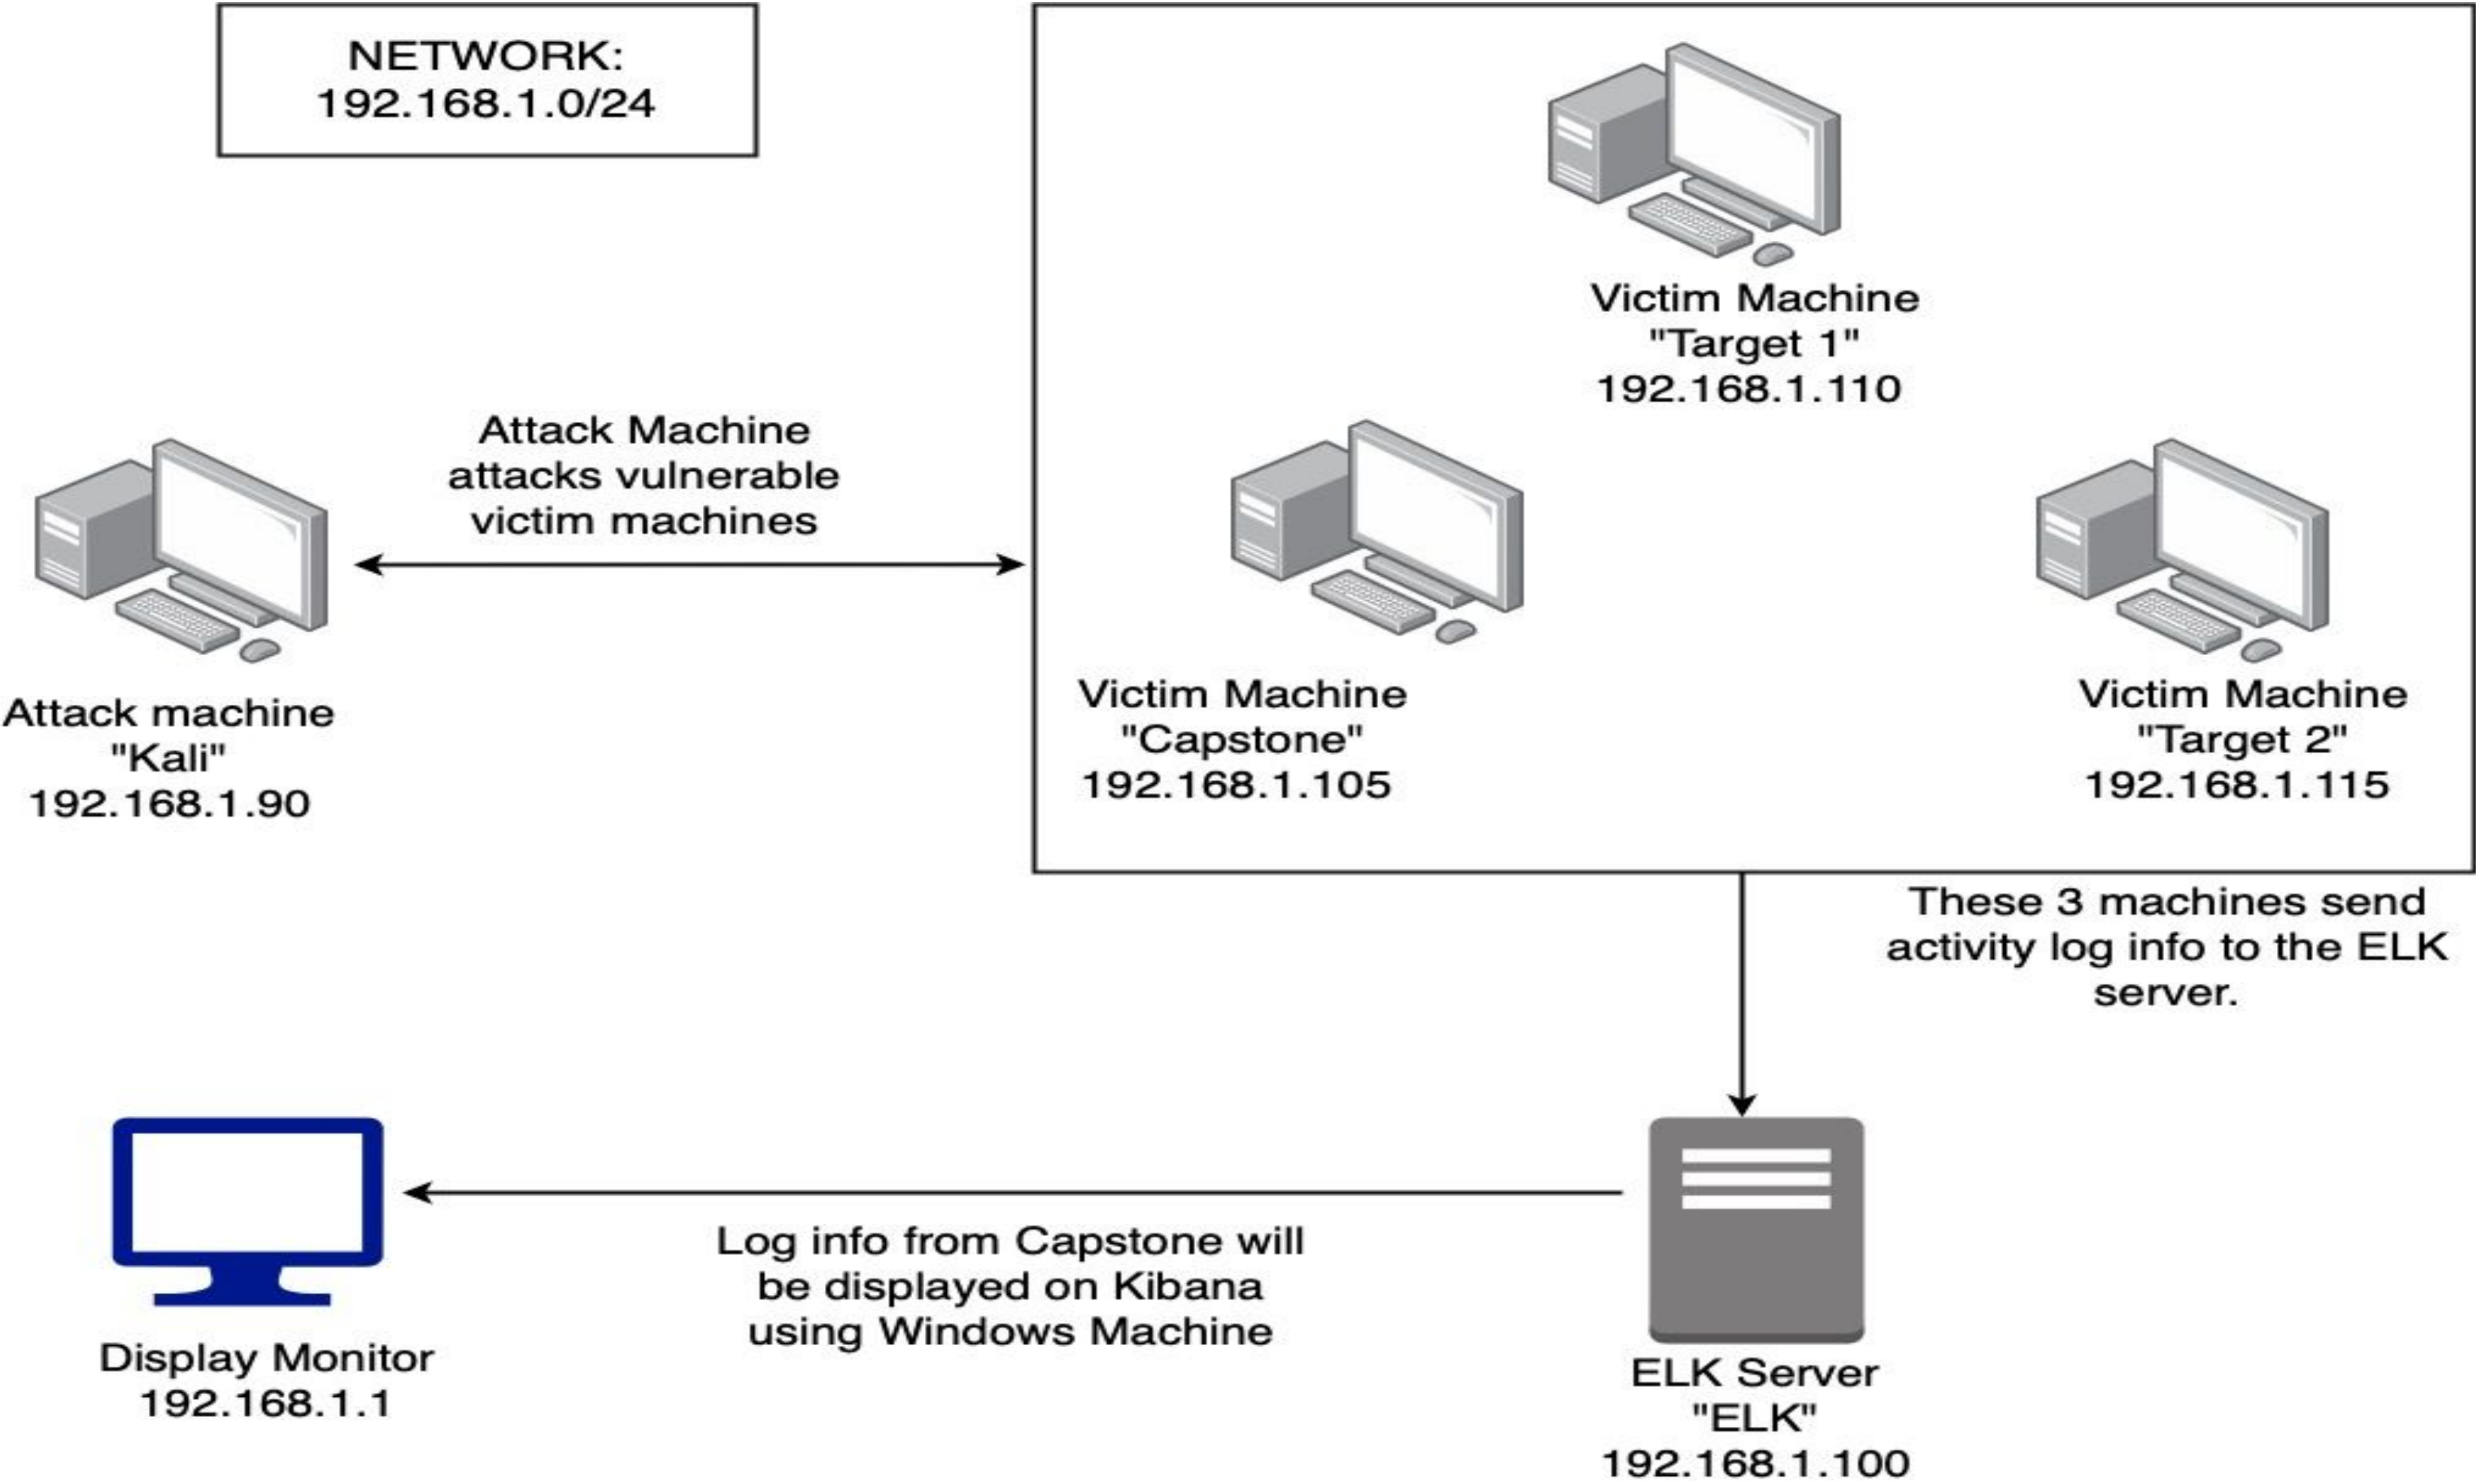 NETWORK:
192.168.1.0/24
Victim Machine
"Target 1"
192.168.1.110
Attack Machine
attacks vulnerable
victim machines
Attack machine
"Kali"
192.168.1.90
Victim Machine
"Capstone"
192.168.1.105
Victim Machine
"Target 2"
192.168.1.115
These 3 machines send
activity log info to the ELK
server.
Log info from Capstone will
be displayed on Kibana
using Windows Machine
Display Monitor
192.168.1.1
ELK Server
"ELK"
192.168.1.100